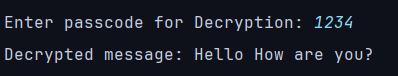 Enter passcode for Decryption: 1234
Decrypted message: Hello How are you?